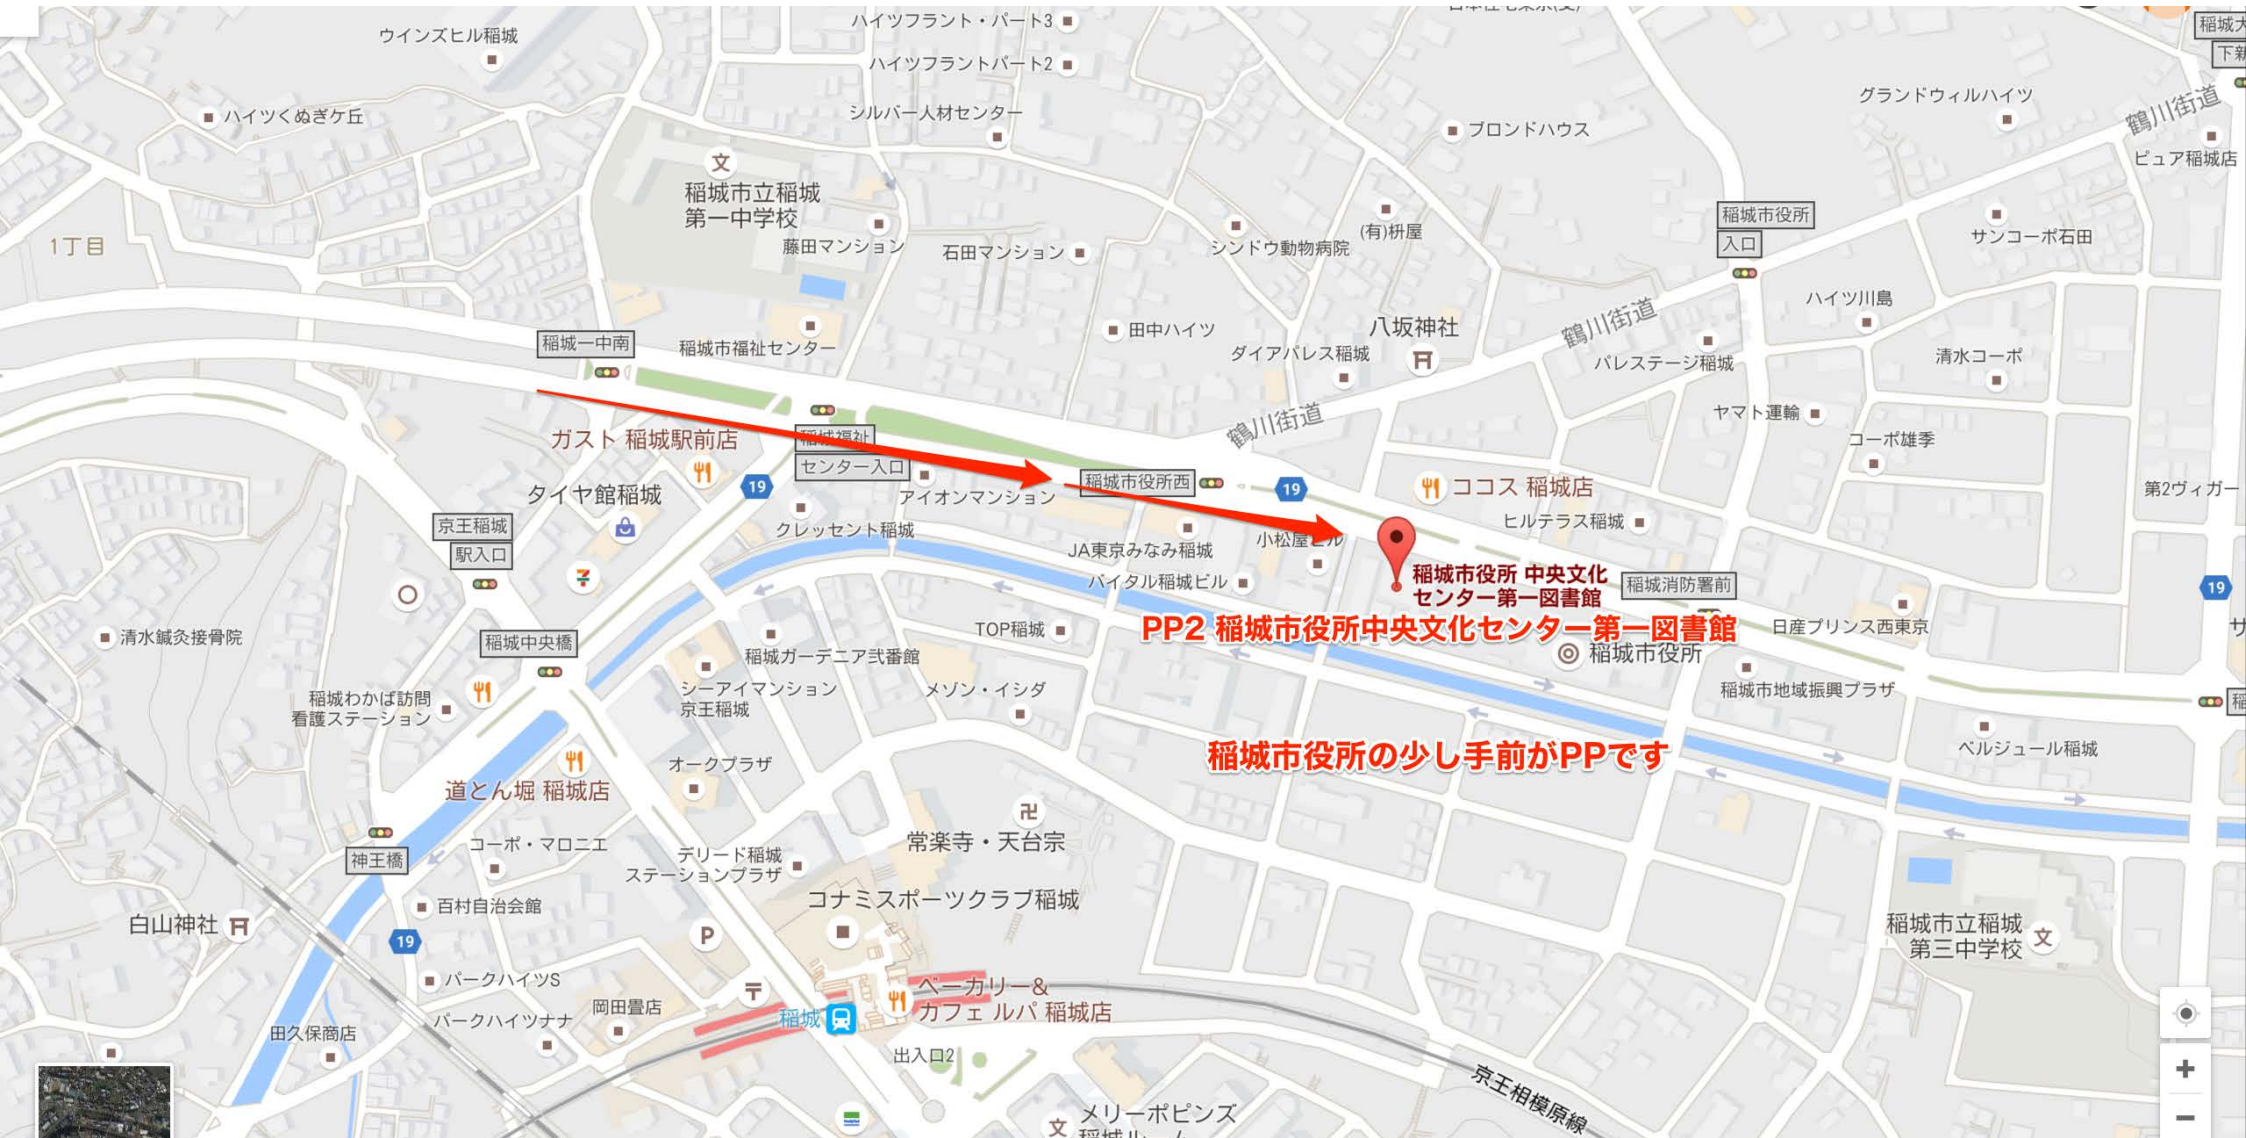 ウインズヒル稲城
ハイツフラント・パート3
ハイツフラントパート2
シルバー人材センター
ハイツくぬぎケ丘
ブロンドハウス
グランドウィルハイツ
鶴川街道
ピュア稲城店
稲城市立稲城
第一中学校
藤田マンション
石田マンション
シンドウ動物病院
(有)枡屋
稲城市役所
入口
サンコーポ石田
1丁目
ハイツ川島
稲城一中南
稲城市福祉センター
田中ハイツ
八坂神社
ダイアパレス稲城
鶴川街道
パレステージ稲城
清水コーポ
ヤマト運輸
コーポ雄季
鶴川街道
ガスト 稲城駅前店
稲城福祉
センター入口
19
タイヤ館稲城
アイオンマンション
稲城市役所西
19
ココス 稲城店
ヒルテラス稲城
第2ヴィガー
京王稲城
駅入口
クレッセント稲城
JA東京みなみ稲城
小松屋ビル
バイタル稲城ビル
稲城市役所 中央文化
センター第一図書館
稲城消防署前
19
PP2 稲城市役所中央文化センター第一図書館
日産プリンス西東京
稲城市役所
清水鍼灸接骨院
稲城中央橋
TOP稲城
稲城ガーデニア弐番館
シーアイマンション
京王稲城
メゾン・イシダ
稲城市地域振興プラザ
稲城わかば訪問
看護ステーション
稲城市役所の少し手前がPPです
ベルジュール稲城
道とん堀 稲城店
オークプラザ
コーポ・マロニエ
常楽寺・天台宗
デリード稲城
ステーションプラザ
神王橋
コナミスポーツクラブ稲城
百村自治会館
白山神社
19
P
稲城市立稲城
第三中学校
文
パークハイツS
岡田畳店
ベーカリー&
カフェ ルパ 稲城店
稲城
パークハイツナナ
田久保商店
出入口2
京王相模原線
メリーポピンズ